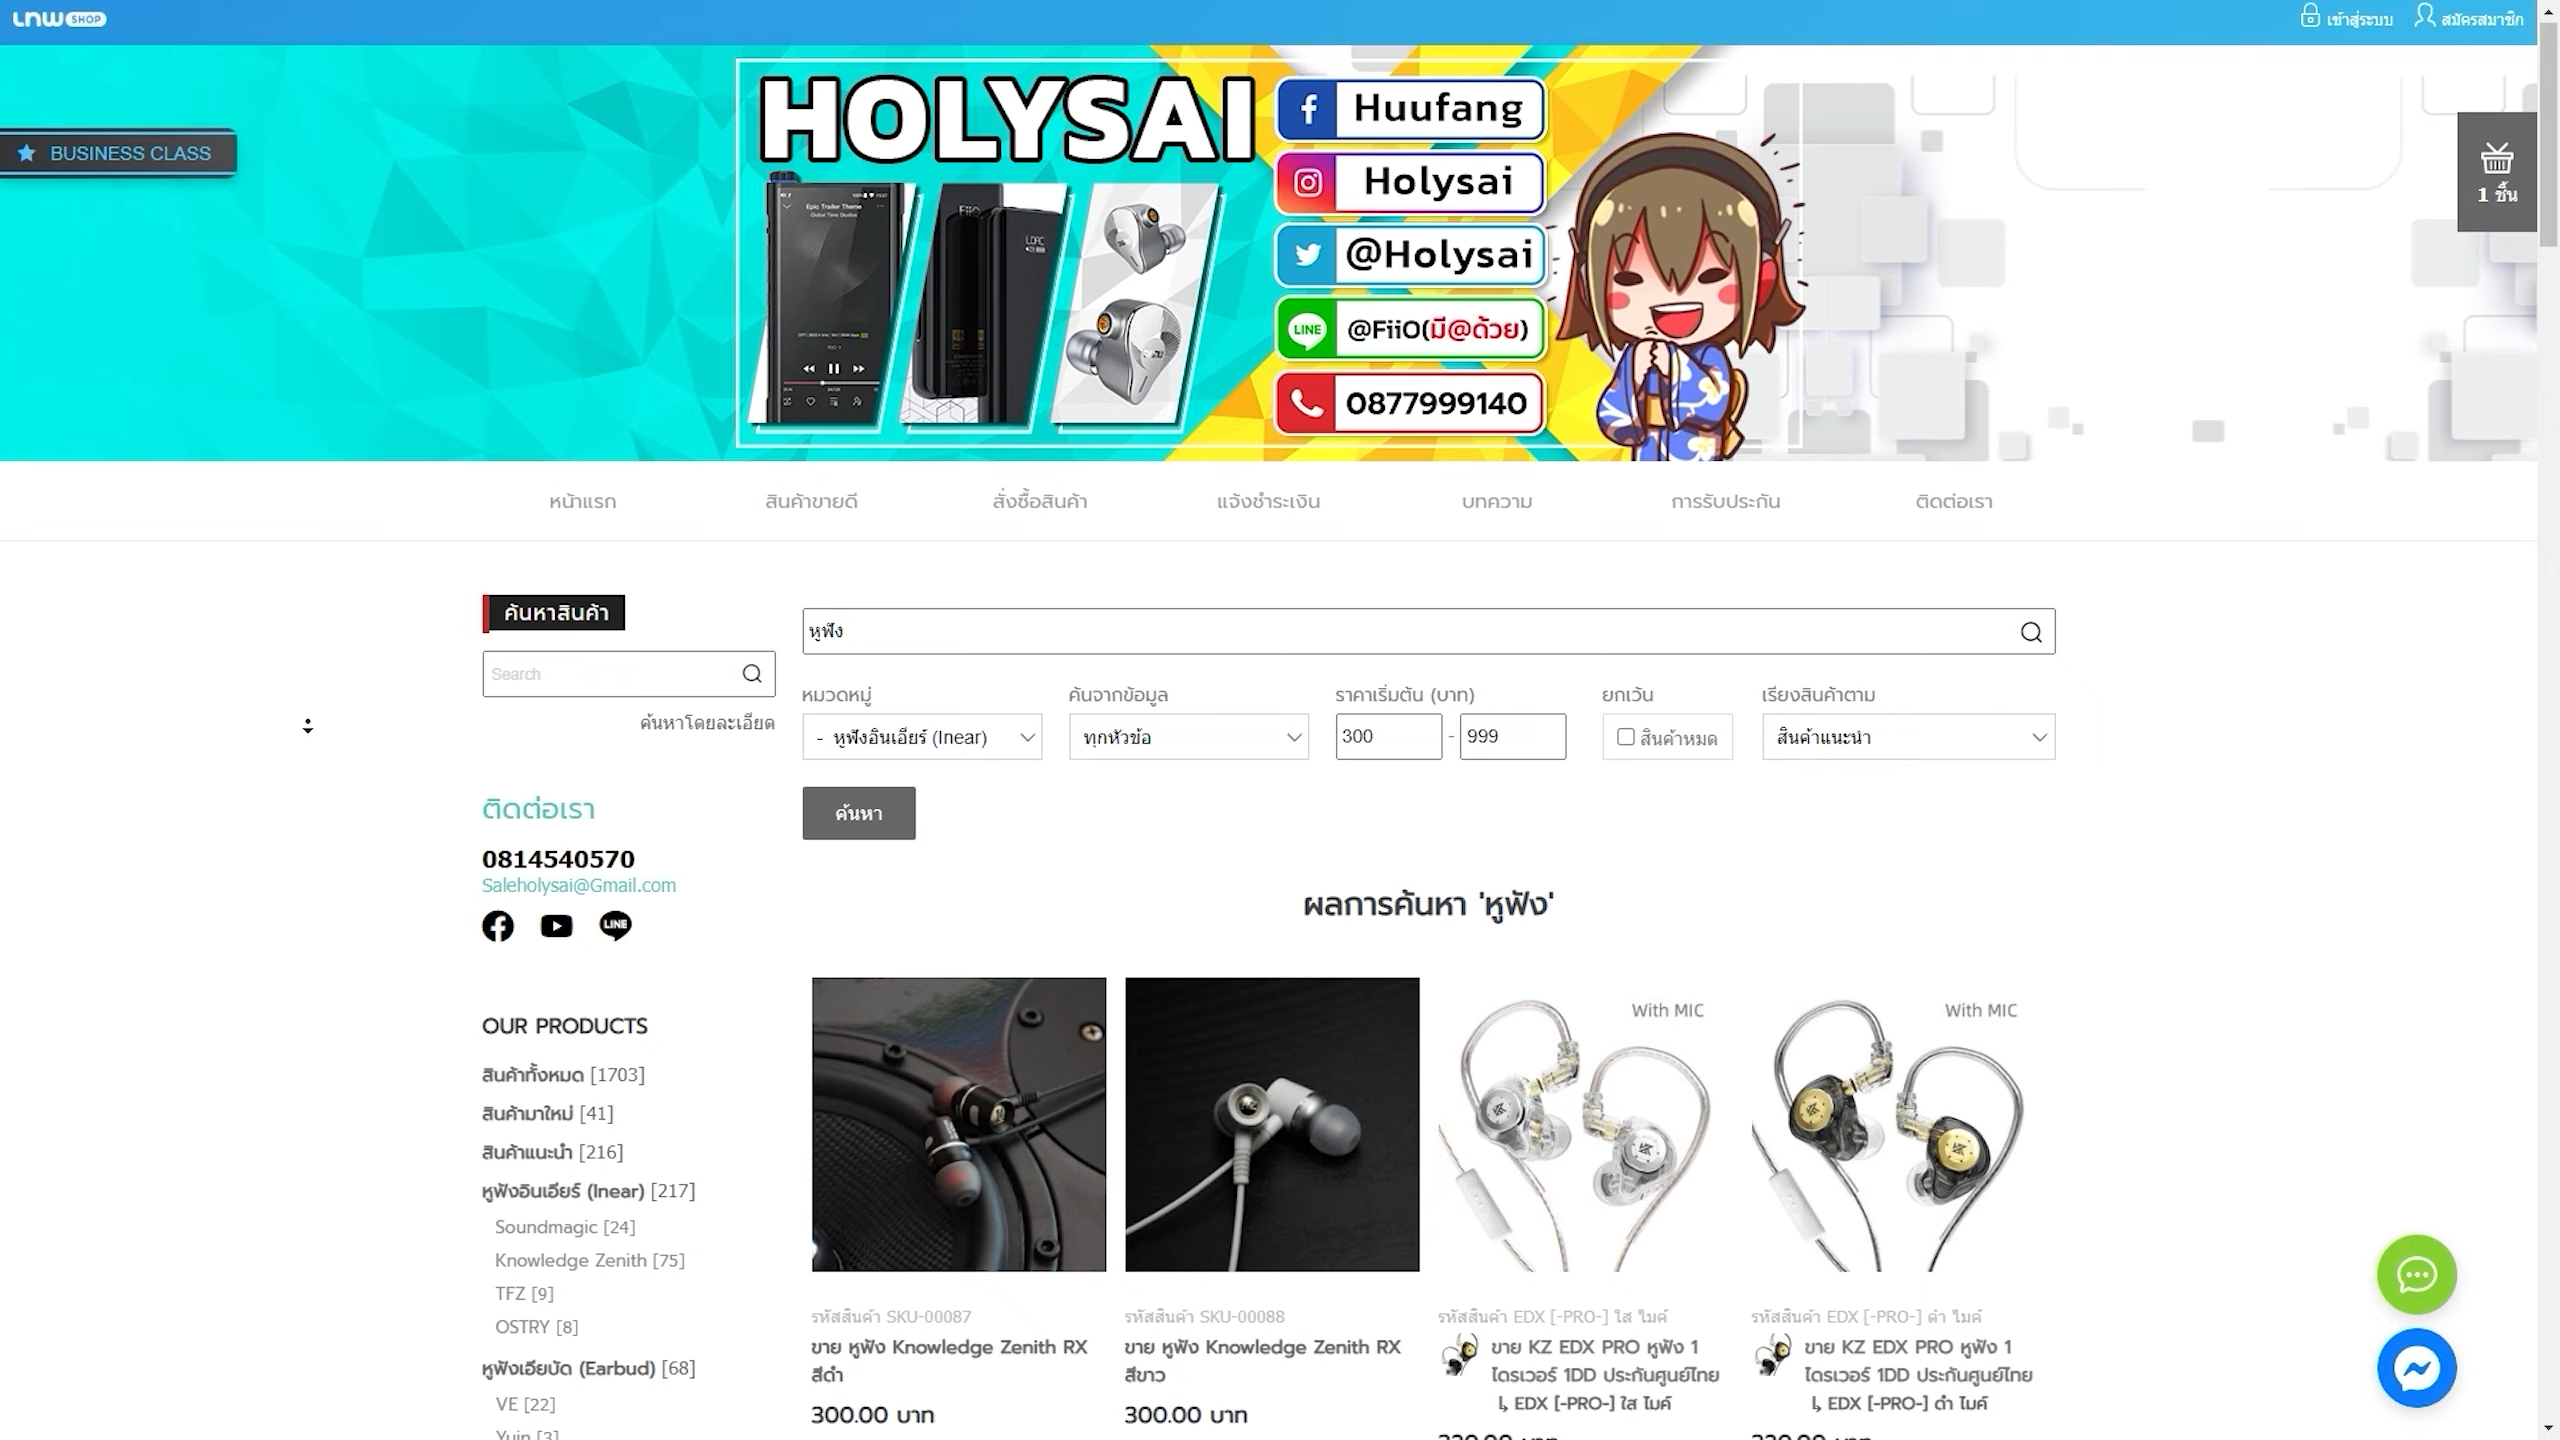 LnwSHOP
เข้าสู่ระบบ
สมัครสมาชิก
HOLYSAI
BUSINESS CLASS
Huufang
Holysai
@Holysai
LINE @FiiO(มี@ด้วย)
0877999140
Epic Trailer Theme
FiiO
1 ชิ้น
หน้าแรก
สินค้าขายดี
สั่งซื้อสินค้า
แจ้งชำระเงิน
บทความ
การรับประกัน
ติดต่อเรา
ค้นหาสินค้า
Search
ค้นหาโดยละเอียด
หูฟัง
หมวดหมู่
ค้นจากข้อมูล
ราคาเริ่มต้น (บาท)
ยกเว้น
เรียงสินค้าตาม
- หูฟังอินเอียร์ (Inear)
ทุกหัวข้อ
300 - 999
สินค้าหมด
สินค้าแนะนำ
ค้นหา
ติดต่อเรา
0814540570
Saleholysai@Gmail.com
LINE
ผลการค้นหา 'หูฟัง'
OUR PRODUCTS
สินค้าทั้งหมด [1703]
สินค้ามาใหม่ [41]
สินค้าแนะนำ [216]
หูฟังอินเอียร์ (Inear) [217]
Soundmagic [24]
Knowledge Zenith [75]
TFZ [9]
OSTRY [8]
หูฟังเอียบัด (Earbud) [68]
VE [22]
Yuin [3]
รหัสสินค้า SKU-00087
ขาย หูฟัง Knowledge Zenith RX
สีดำ
300.00 บาท
รหัสสินค้า SKU-00088
ขาย หูฟัง Knowledge Zenith RX
สีขาว
300.00 บาท
With MIC
รหัสสินค้า EDX [-PRO-] ใส ไมค์
ขาย KZ EDX PRO หูฟัง 1
ไดรเวอร์ 1DD ประกันศูนย์ไทย
↳ EDX [-PRO-] ใส ไมค์
With MIC
รหัสสินค้า EDX [-PRO-] ดำ ไมค์
ขาย KZ EDX PRO หูฟัง 1
ไดรเวอร์ 1DD ประกันศูนย์ไทย
↳ EDX [-PRO-] ดำ ไมค์